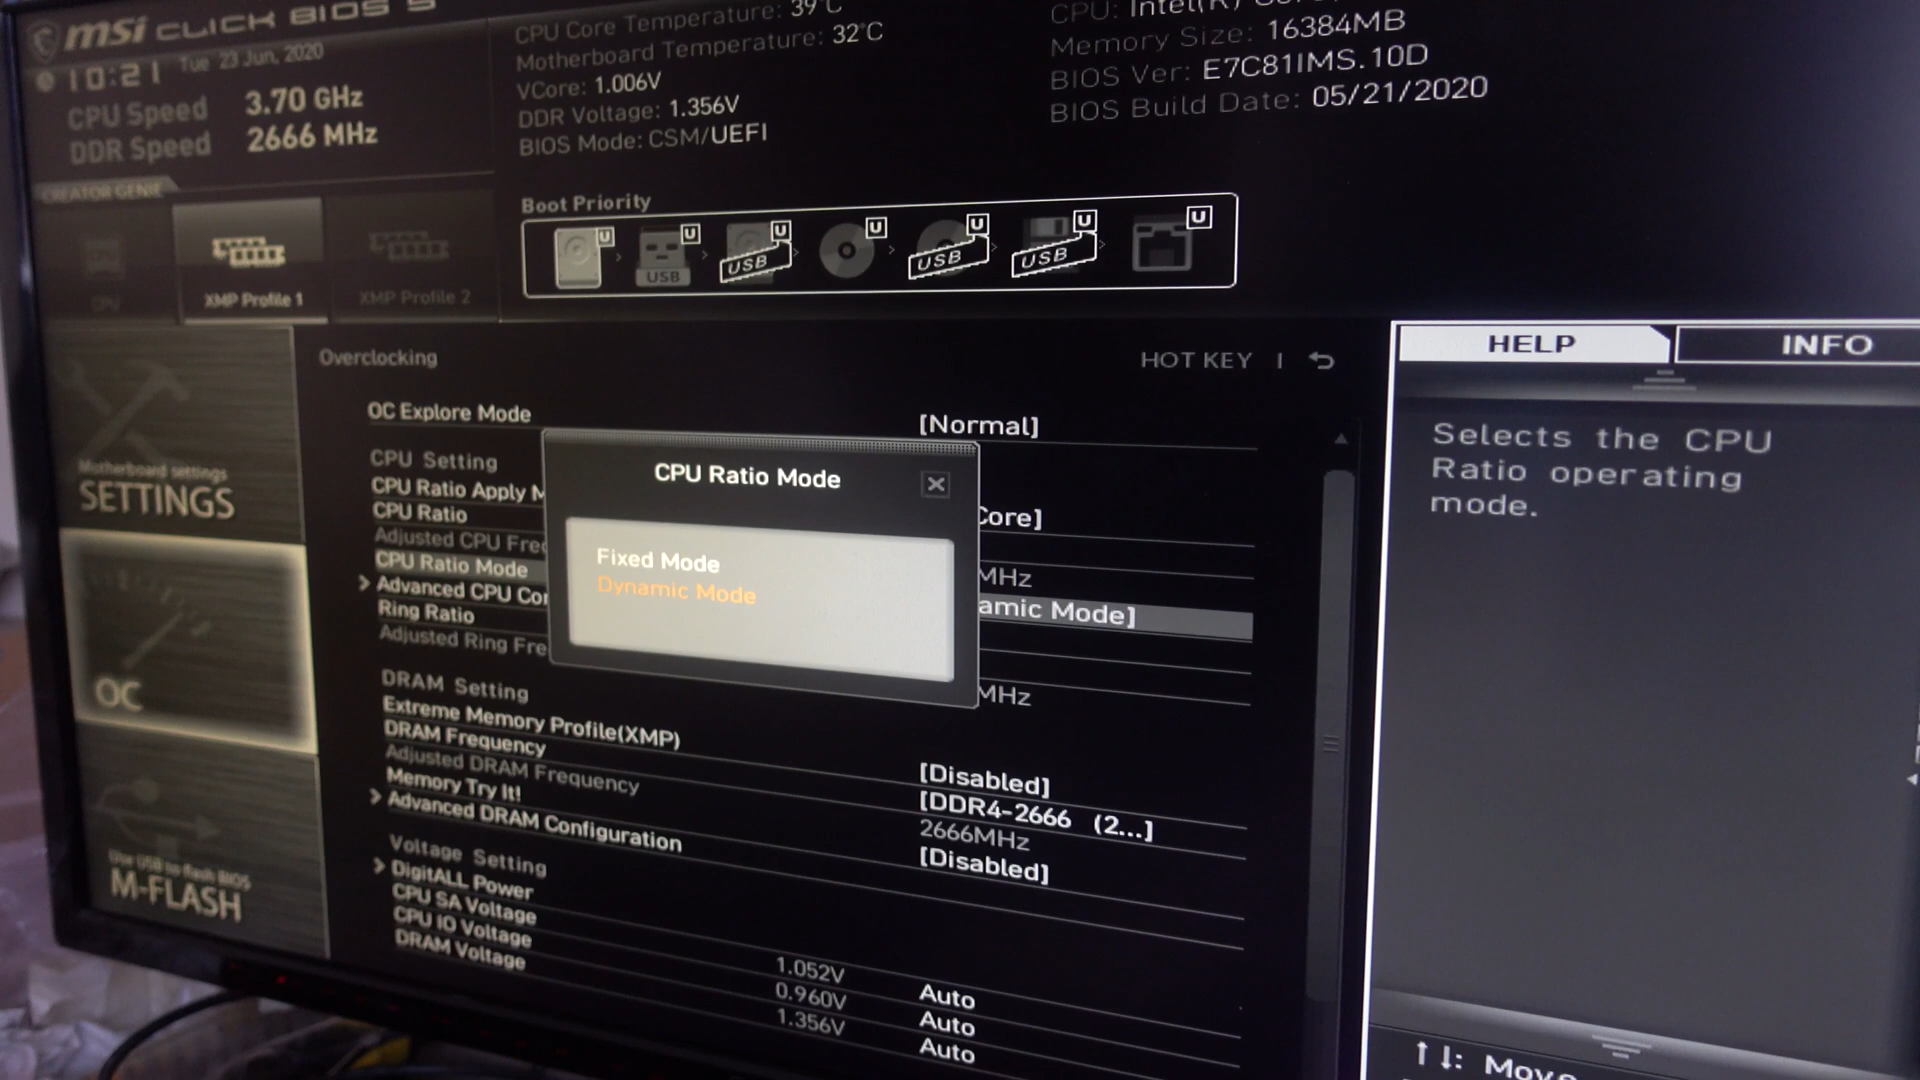 msi CLICK BIOS 5
10:21 Tue 23 Jun, 2020
CPU Speed 3.70 GHz
DDR Speed 2666 MHz
CPU Core Temperature: 39°C
Motherboard Temperature: 32°C
VCore: 1.006V
DDR Voltage: 1.356V
BIOS Mode: CSM/UEFI
CPU: Intel(R)
Memory Size: 16384MB
BIOS Ver: E7C81IMS.10D
BIOS Build Date: 05/21/2020
CREATOR GENIE
CPU
XMP Profile 1
XMP Profile 2
Boot Priority
U U U U U U U
USB USB USB USB
SETTINGS
Motherboard settings
OC
Use USB to flash BIOS
M-FLASH
Overclocking
HOT KEY |
OC Explore Mode [Normal]
CPU Setting
CPU Ratio Apply M Core]
CPU Ratio
Adjusted CPU Fre MHz
CPU Ratio Mode amic Mode]
> Advanced CPU Con
Ring Ratio
Adjusted Ring Fre MHz
DRAM Setting
Extreme Memory Profile(XMP) [Disabled]
DRAM Frequency [DDR4-2666 (2...]
Adjusted DRAM Frequency 2666MHz
Memory Try It! [Disabled]
> Advanced DRAM Configuration
Voltage Setting
> DigitALL Power
CPU SA Voltage 1.052V Auto
CPU IO Voltage 0.960V Auto
DRAM Voltage 1.356V Auto
CPU Ratio Mode
Fixed Mode
Dynamic Mode
HELP
INFO
Selects the CPU
Ratio operating
mode.
↑↓: Move